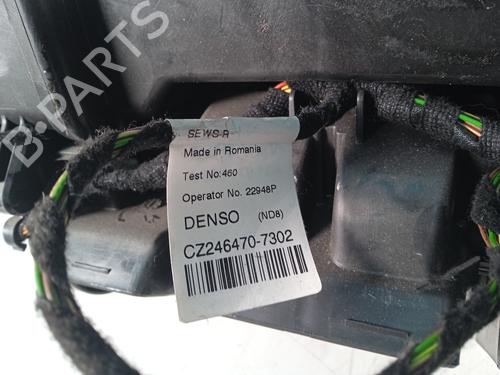 B-PARTS
SEWS-R
Made in Romania
Test No:460
Operator No. 22948P
DENSO (ND8)
CZ246470-7302